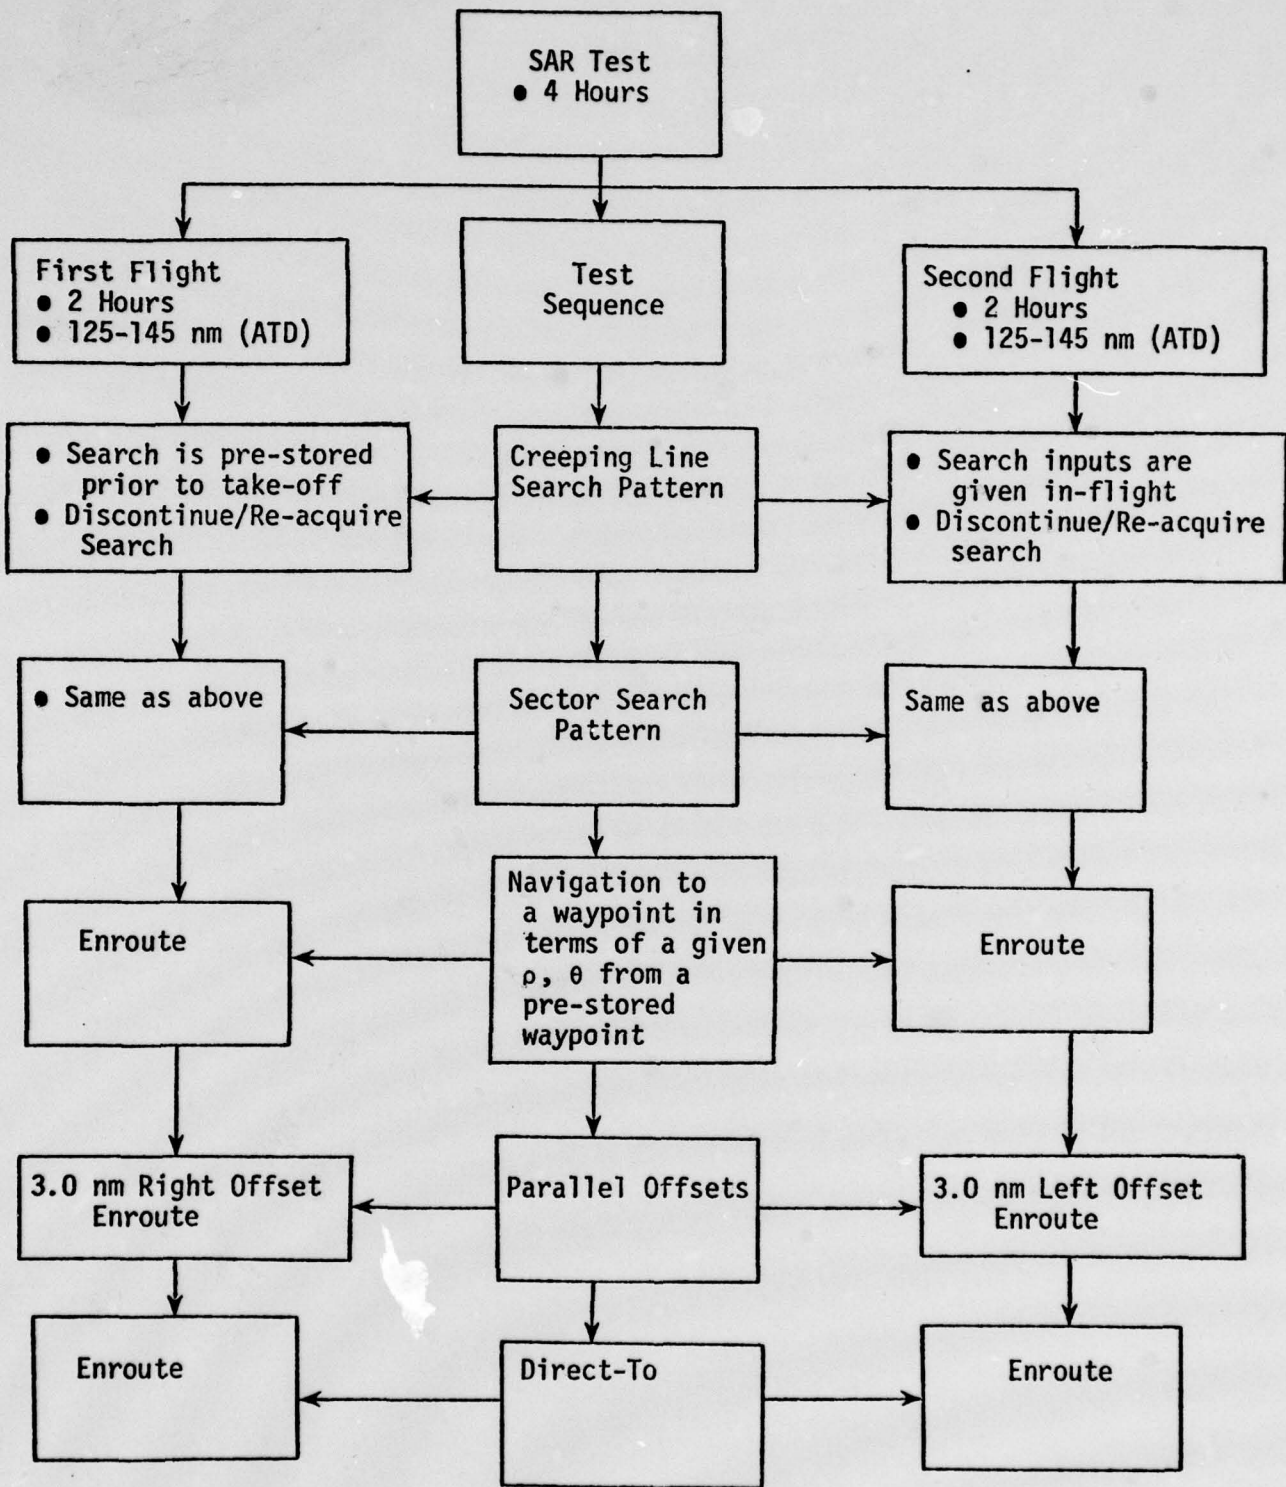 SAR Test
● 4 Hours
First Flight
● 2 Hours
● 125-145 nm (ATD)
Test
Sequence
Second Flight
● 2 Hours
● 125-145 nm (ATD)
● Search is pre-stored
prior to take-off
● Discontinue/Re-acquire
Search
Creeping Line
Search Pattern
● Search inputs are
given in-flight
● Discontinue/Re-acquire
search
● Same as above
Sector Search
Pattern
Same as above
Enroute
Navigation to
a waypoint in
terms of a given
ρ, θ from a
pre-stored
waypoint
Enroute
3.0 nm Right Offset
Enroute
Parallel Offsets
3.0 nm Left Offset
Enroute
Enroute
Direct-To
Enroute